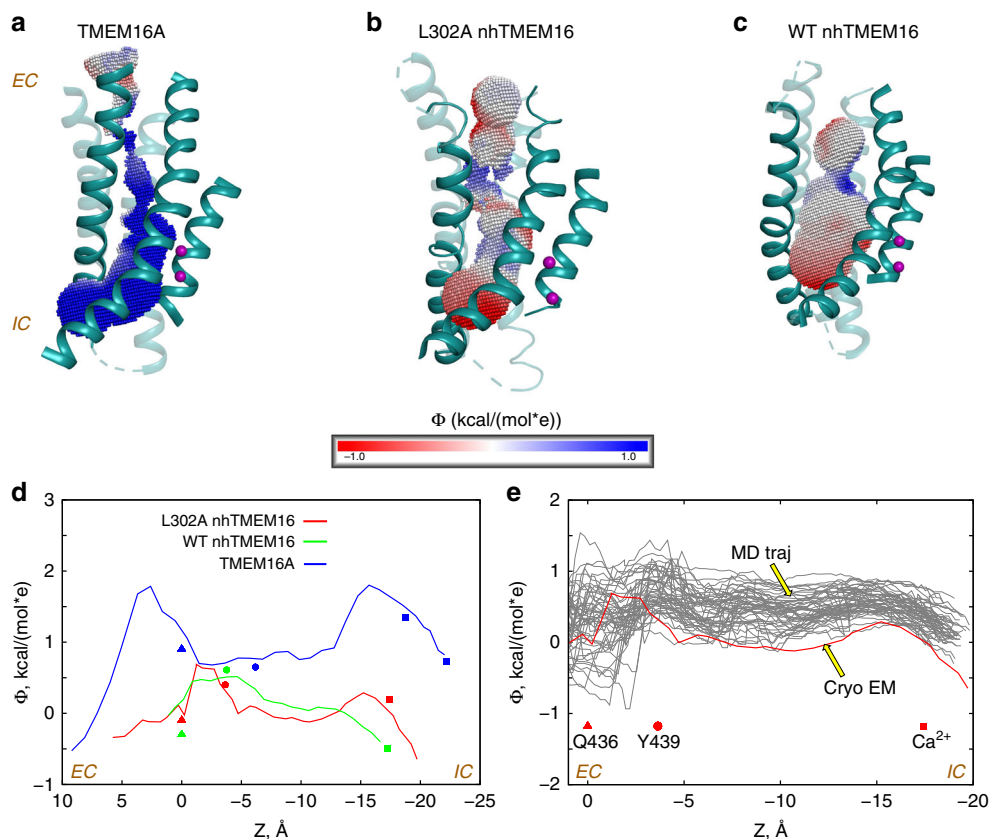 a
TMEM16A
b
L302A nhTMEM16
c
WT nhTMEM16
EC
IC
Φ (kcal/(mol*e))
−1.0
1.0
d
Φ, kcal/(mol*e)
3
2
1
0
−1
L302A nhTMEM16
WT nhTMEM16
TMEM16A
EC
IC
10
5
0
−5
−10
−15
−20
−25
Z, Å
e
Φ, kcal/(mol*e)
2
1
0
−1
−2
MD traj
Cryo EM
Q436
Y439
Ca²⁺
EC
IC
0
−5
−10
−15
−20
Z, Å